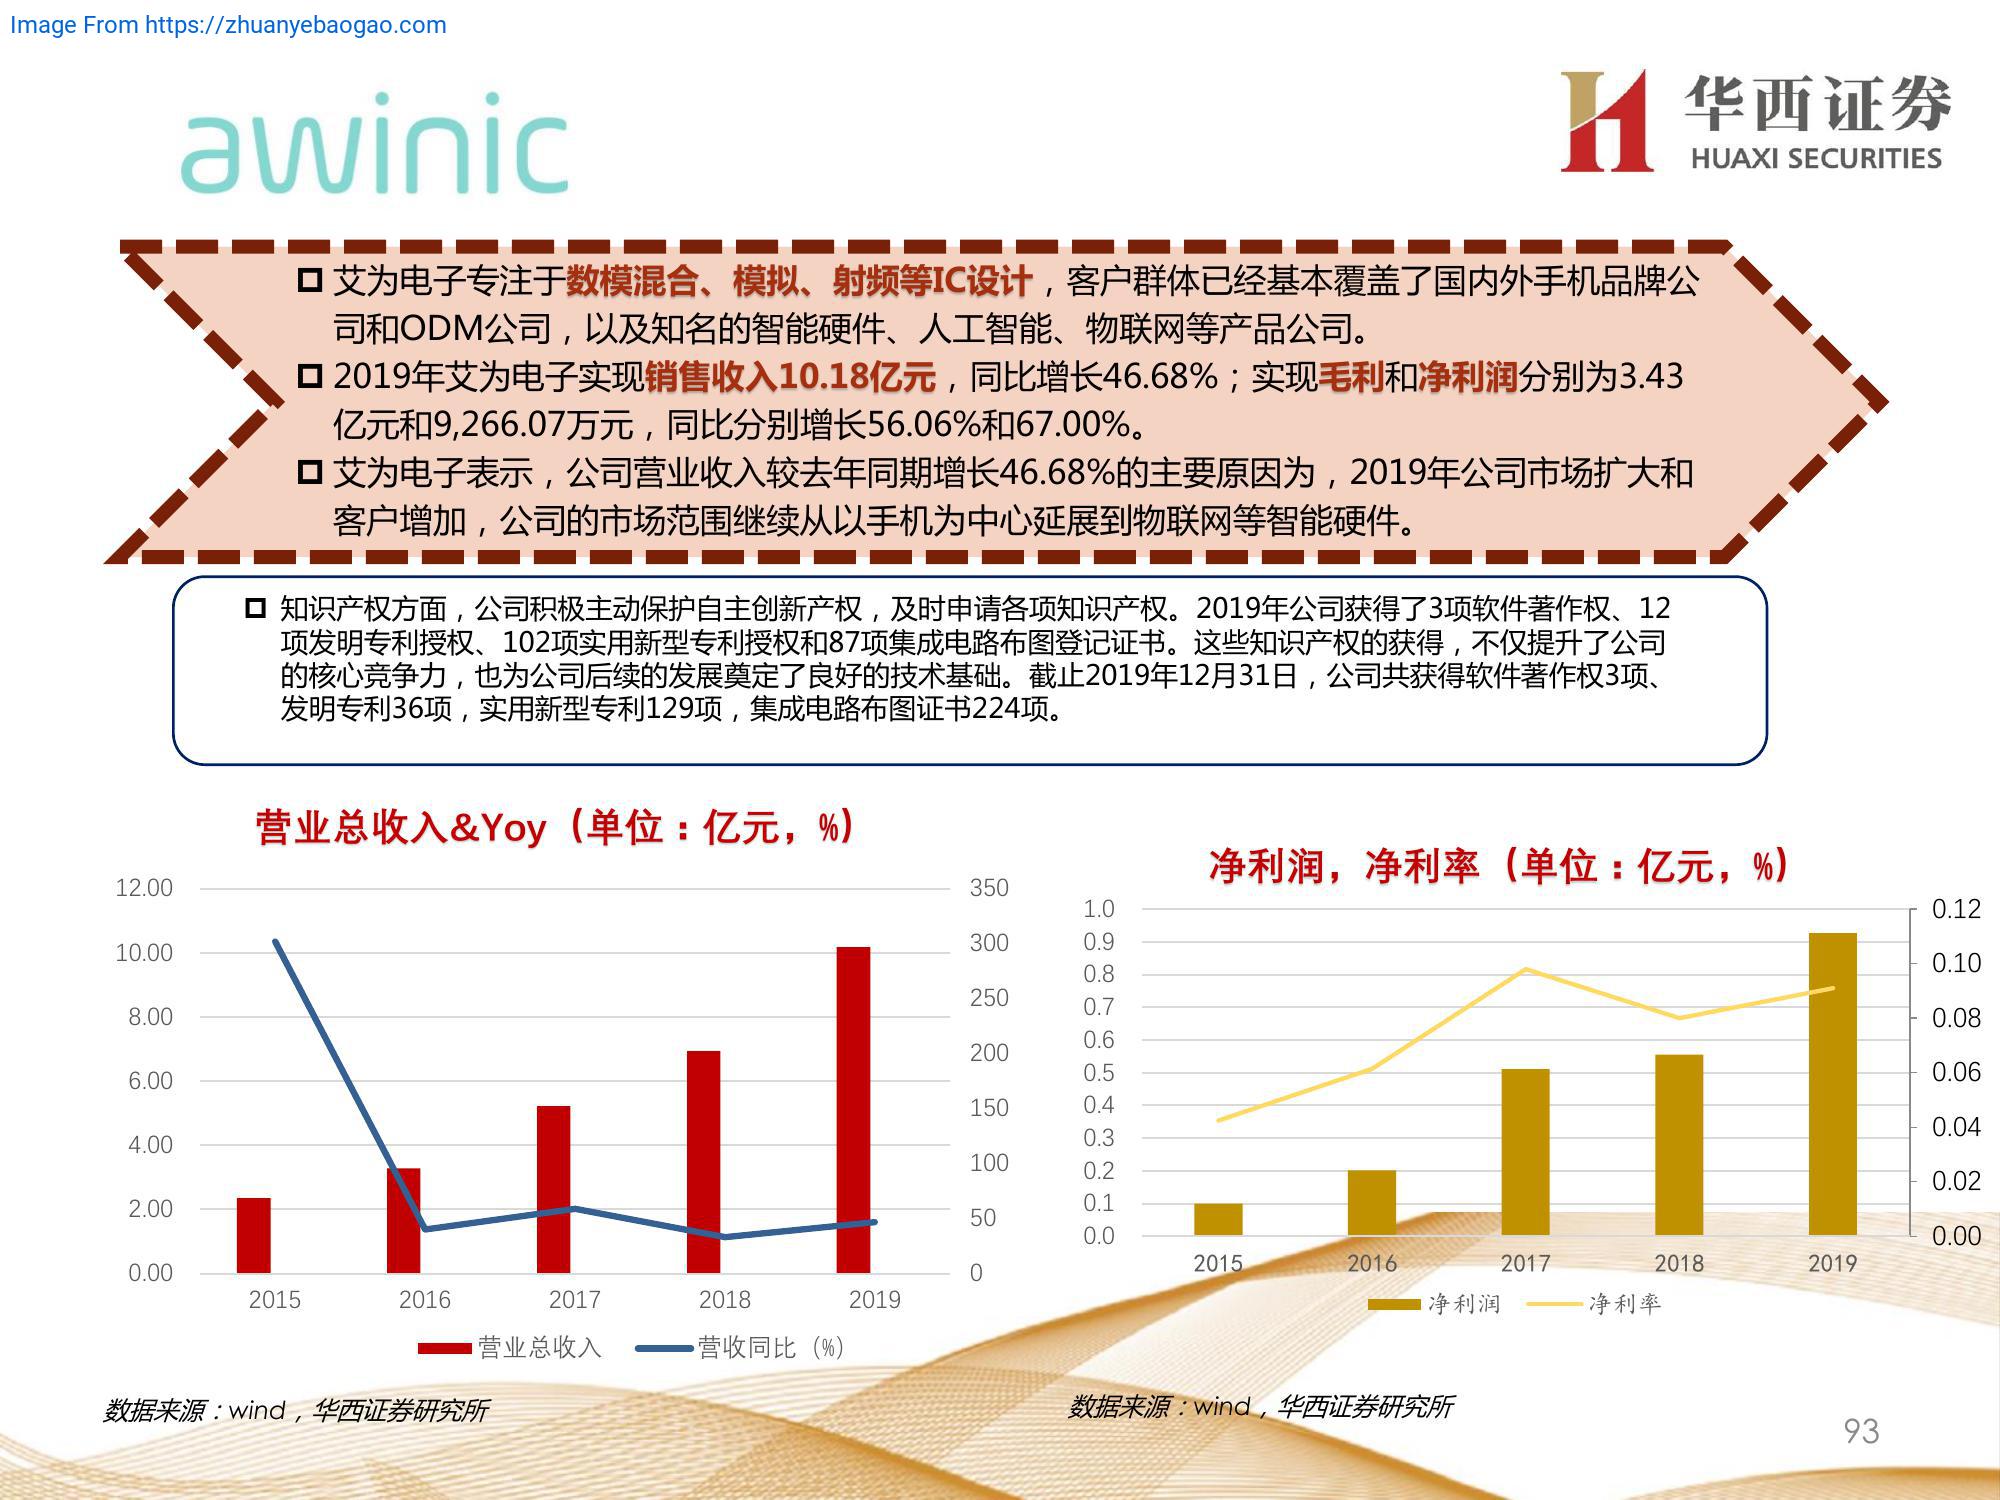 Image From https://zhuanyebaogao.com
awinic
华西证券
HUAXI SECURITIES
艾为电子专注于数模混合、模拟、射频等IC设计，客户群体已经基本覆盖了国内外手机品牌公
司和ODM公司，以及知名的智能硬件、人工智能、物联网等产品公司。
2019年艾为电子实现销售收入10.18亿元，同比增长46.68%；实现毛利和净利润分别为3.43
亿元和9,266.07万元，同比分别增长56.06%和67.00%。
艾为电子表示，公司营业收入较去年同期增长46.68%的主要原因为，2019年公司市场扩大和
客户增加，公司的市场范围继续从以手机为中心延展到物联网等智能硬件。
知识产权方面，公司积极主动保护自主创新产权，及时申请各项知识产权。2019年公司获得了3项软件著作权、12
项发明专利授权、102项实用新型专利授权和87项集成电路布图登记证书。这些知识产权的获得，不仅提升了公司
的核心竞争力，也为公司后续的发展奠定了良好的技术基础。截止2019年12月31日，公司共获得软件著作权3项、
发明专利36项，实用新型专利129项，集成电路布图证书224项。
营业总收入&Yoy（单位：亿元，%）
12.00
10.00
8.00
6.00
4.00
2.00
0.00
350
300
250
200
150
100
50
0
2015 2016 2017 2018 2019
营业总收入 营收同比（%）
数据来源：wind，华西证券研究所
净利润，净利率（单位：亿元，%）
1.0
0.9
0.8
0.7
0.6
0.5
0.4
0.3
0.2
0.1
0.0
0.12
0.10
0.08
0.06
0.04
0.02
0.00
2015 2016 2017 2018 2019
净利润 净利率
数据来源：wind，华西证券研究所
93